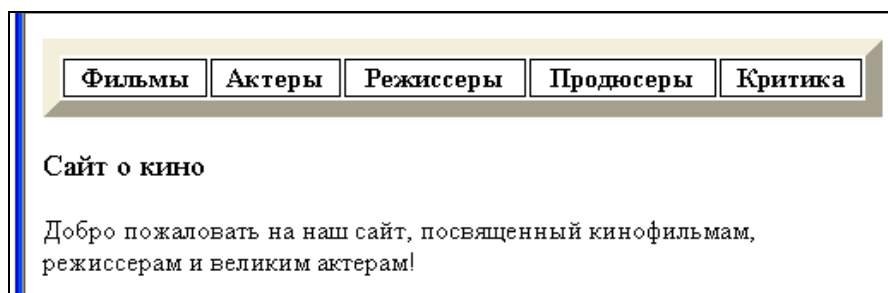 Фильмы Актеры Режиссеры Продюсеры Критика
Сайт о кино
Добро пожаловать на наш сайт, посвященный кинофильмам,
режиссерам и великим актерам!